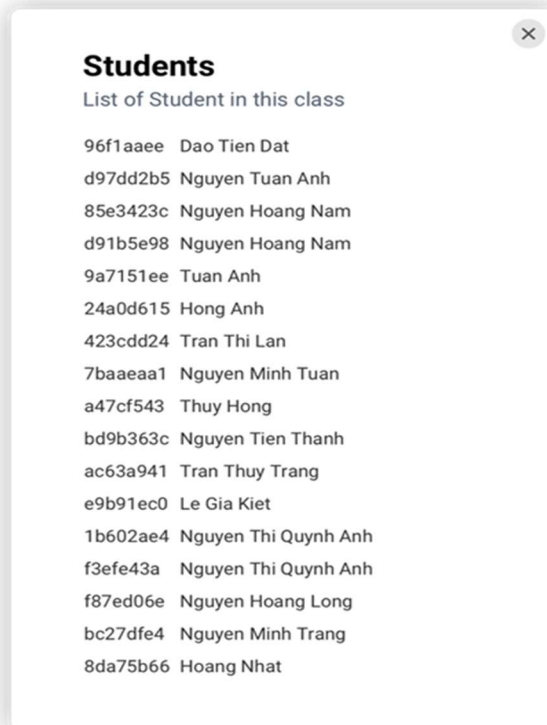 Students
List of Student in this class
96f1aaee Dao Tien Dat
d97dd2b5 Nguyen Tuan Anh
85e3423c Nguyen Hoang Nam
d91b5e98 Nguyen Hoang Nam
9a7151ee Tuan Anh
24a0d615 Hong Anh
423cdd24 Tran Thi Lan
7baaeaa1 Nguyen Minh Tuan
a47cf543 Thuy Hong
bd9b363c Nguyen Tien Thanh
ac63a941 Tran Thuy Trang
e9b91ec0 Le Gia Kiet
1b602ae4 Nguyen Thi Quynh Anh
f3efe43a Nguyen Thi Quynh Anh
f87ed06e Nguyen Hoang Long
bc27dfe4 Nguyen Minh Trang
8da75b66 Hoang Nhat